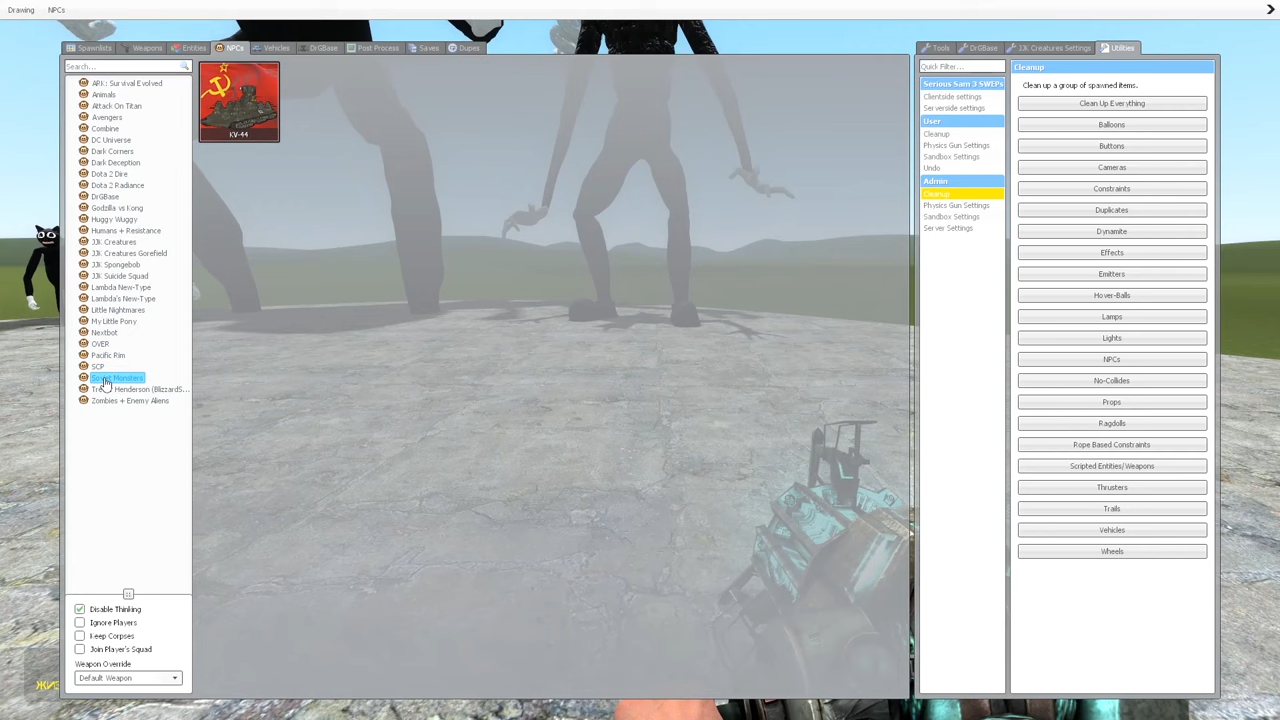 Drawing NPCs
Spawnlists Weapons Entities NPCs Vehicles DrGBase Post Process Saves Dupes
Tools DrGBase JJK Creatures Settings Utilities
Search...
ARK: Survival Evolved
Animals
Attack On Titan
Avengers
Combine
DC Universe
Dark Corners
Dark Deception
Dota 2 Dire
Dota 2 Radiance
DrGBase
Godzilla vs Kong
Huggy Wuggy
Humans + Resistance
JJK Creatures
JJK Creatures Gorefield
JJK Spongebob
JJK Suicide Squad
Lambda New-Type
Lambda's New-Type
Little Nightmares
My Little Pony
Nextbot
OVER
Pacific Rim
SCP
Monsters
Henderson (BlizzardS...
Zombies + Enemy Aliens
Disable Thinking
Ignore Players
Keep Corpses
Join Player's Squad
Weapon Override
Default Weapon
KV-44
Quick Filter...
Serious Sam 3 SWEPs
Clientside settings
Serverside settings
User
Cleanup
Physics Gun Settings
Sandbox Settings
Undo
Admin
Cleanup
Physics Gun Settings
Sandbox Settings
Server Settings
Cleanup
Clean up a group of spawned items.
Clean Up Everything
Balloons
Buttons
Cameras
Constraints
Duplicates
Dynamite
Effects
Emitters
Hover-Balls
Lamps
Lights
NPCs
No-Collides
Props
Ragdolls
Rope Based Constraints
Scripted Entities/Weapons
Thrusters
Trails
Vehicles
Wheels